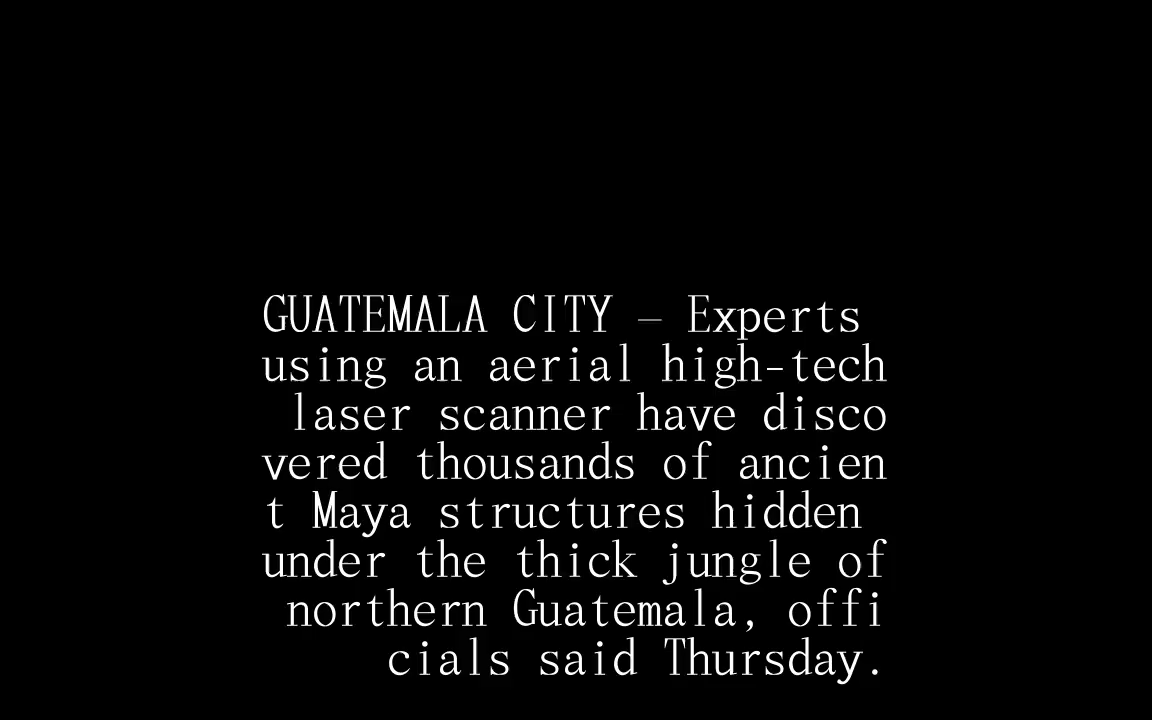 GUATEMALA CITY — Experts
using an aerial high-tech
laser scanner have disco
vered thousands of ancien
t Maya structures hidden
under the thick jungle of
northern Guatemala, offi
cials said Thursday.